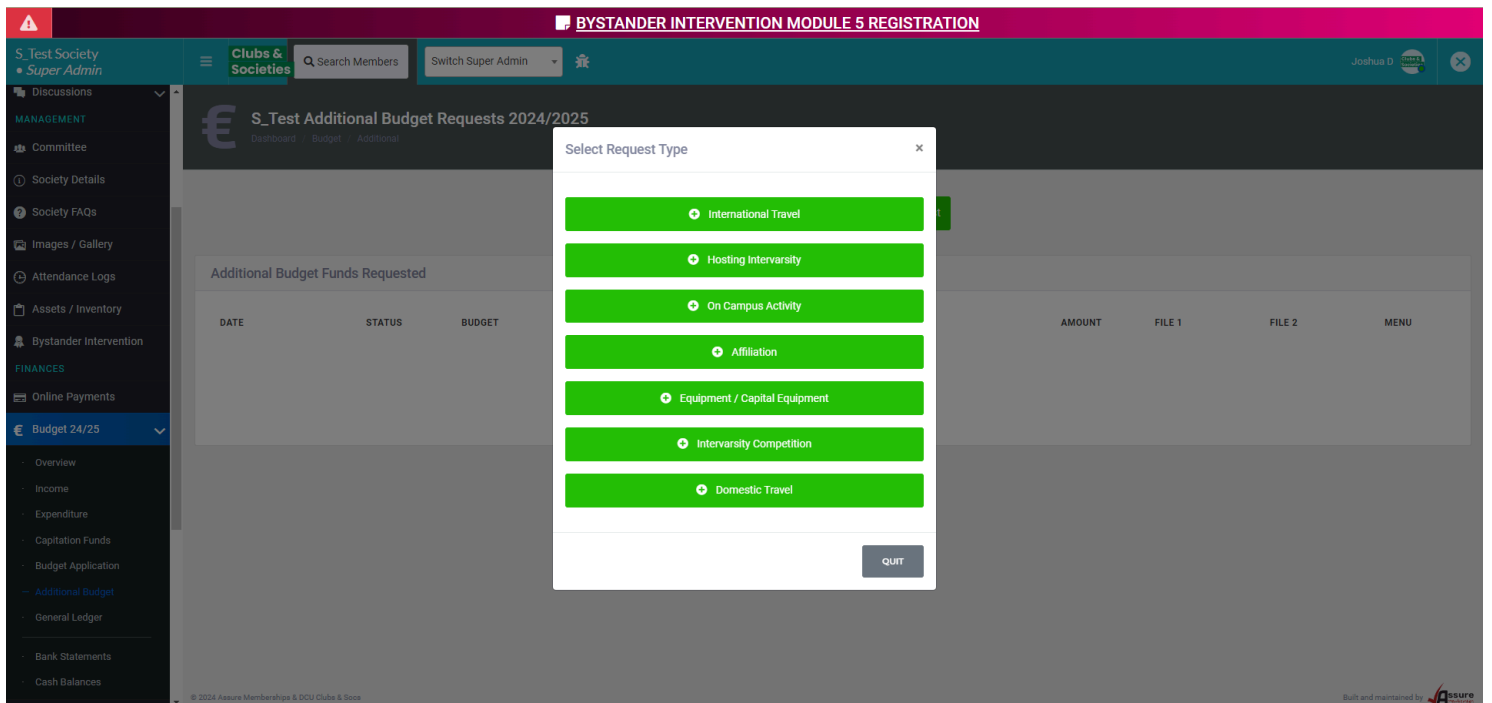 BYSTANDER INTERVENTION MODULE 5 REGISTRATION
S_Test Society
Super Admin
Clubs &
Societies
Search Members
Switch Super Admin
Joshua D
Discussions
MANAGEMENT
Committee
Society Details
Society FAQs
Images / Gallery
Attendance Logs
Assets / Inventory
Bystander Intervention
FINANCES
Online Payments
€ Budget 24/25
Overview
Income
Expenditure
Capitation Funds
Budget Application
Additional Budget
General Ledger
Bank Statements
Cash Balances
€
S_Test Additional Budget Requests 2024/2025
Dashboard
Budget
Additional
Additional Budget Funds Requested
DATE STATUS BUDGET AMOUNT FILE 1 FILE 2 MENU
Select Request Type ×
International Travel
Hosting Intervarsity
On Campus Activity
Affiliation
Equipment / Capital Equipment
Intervarsity Competition
Domestic Travel
QUIT
© 2024 Assure Memberships & DCU Clubs & Socs
Built and maintained by Assure